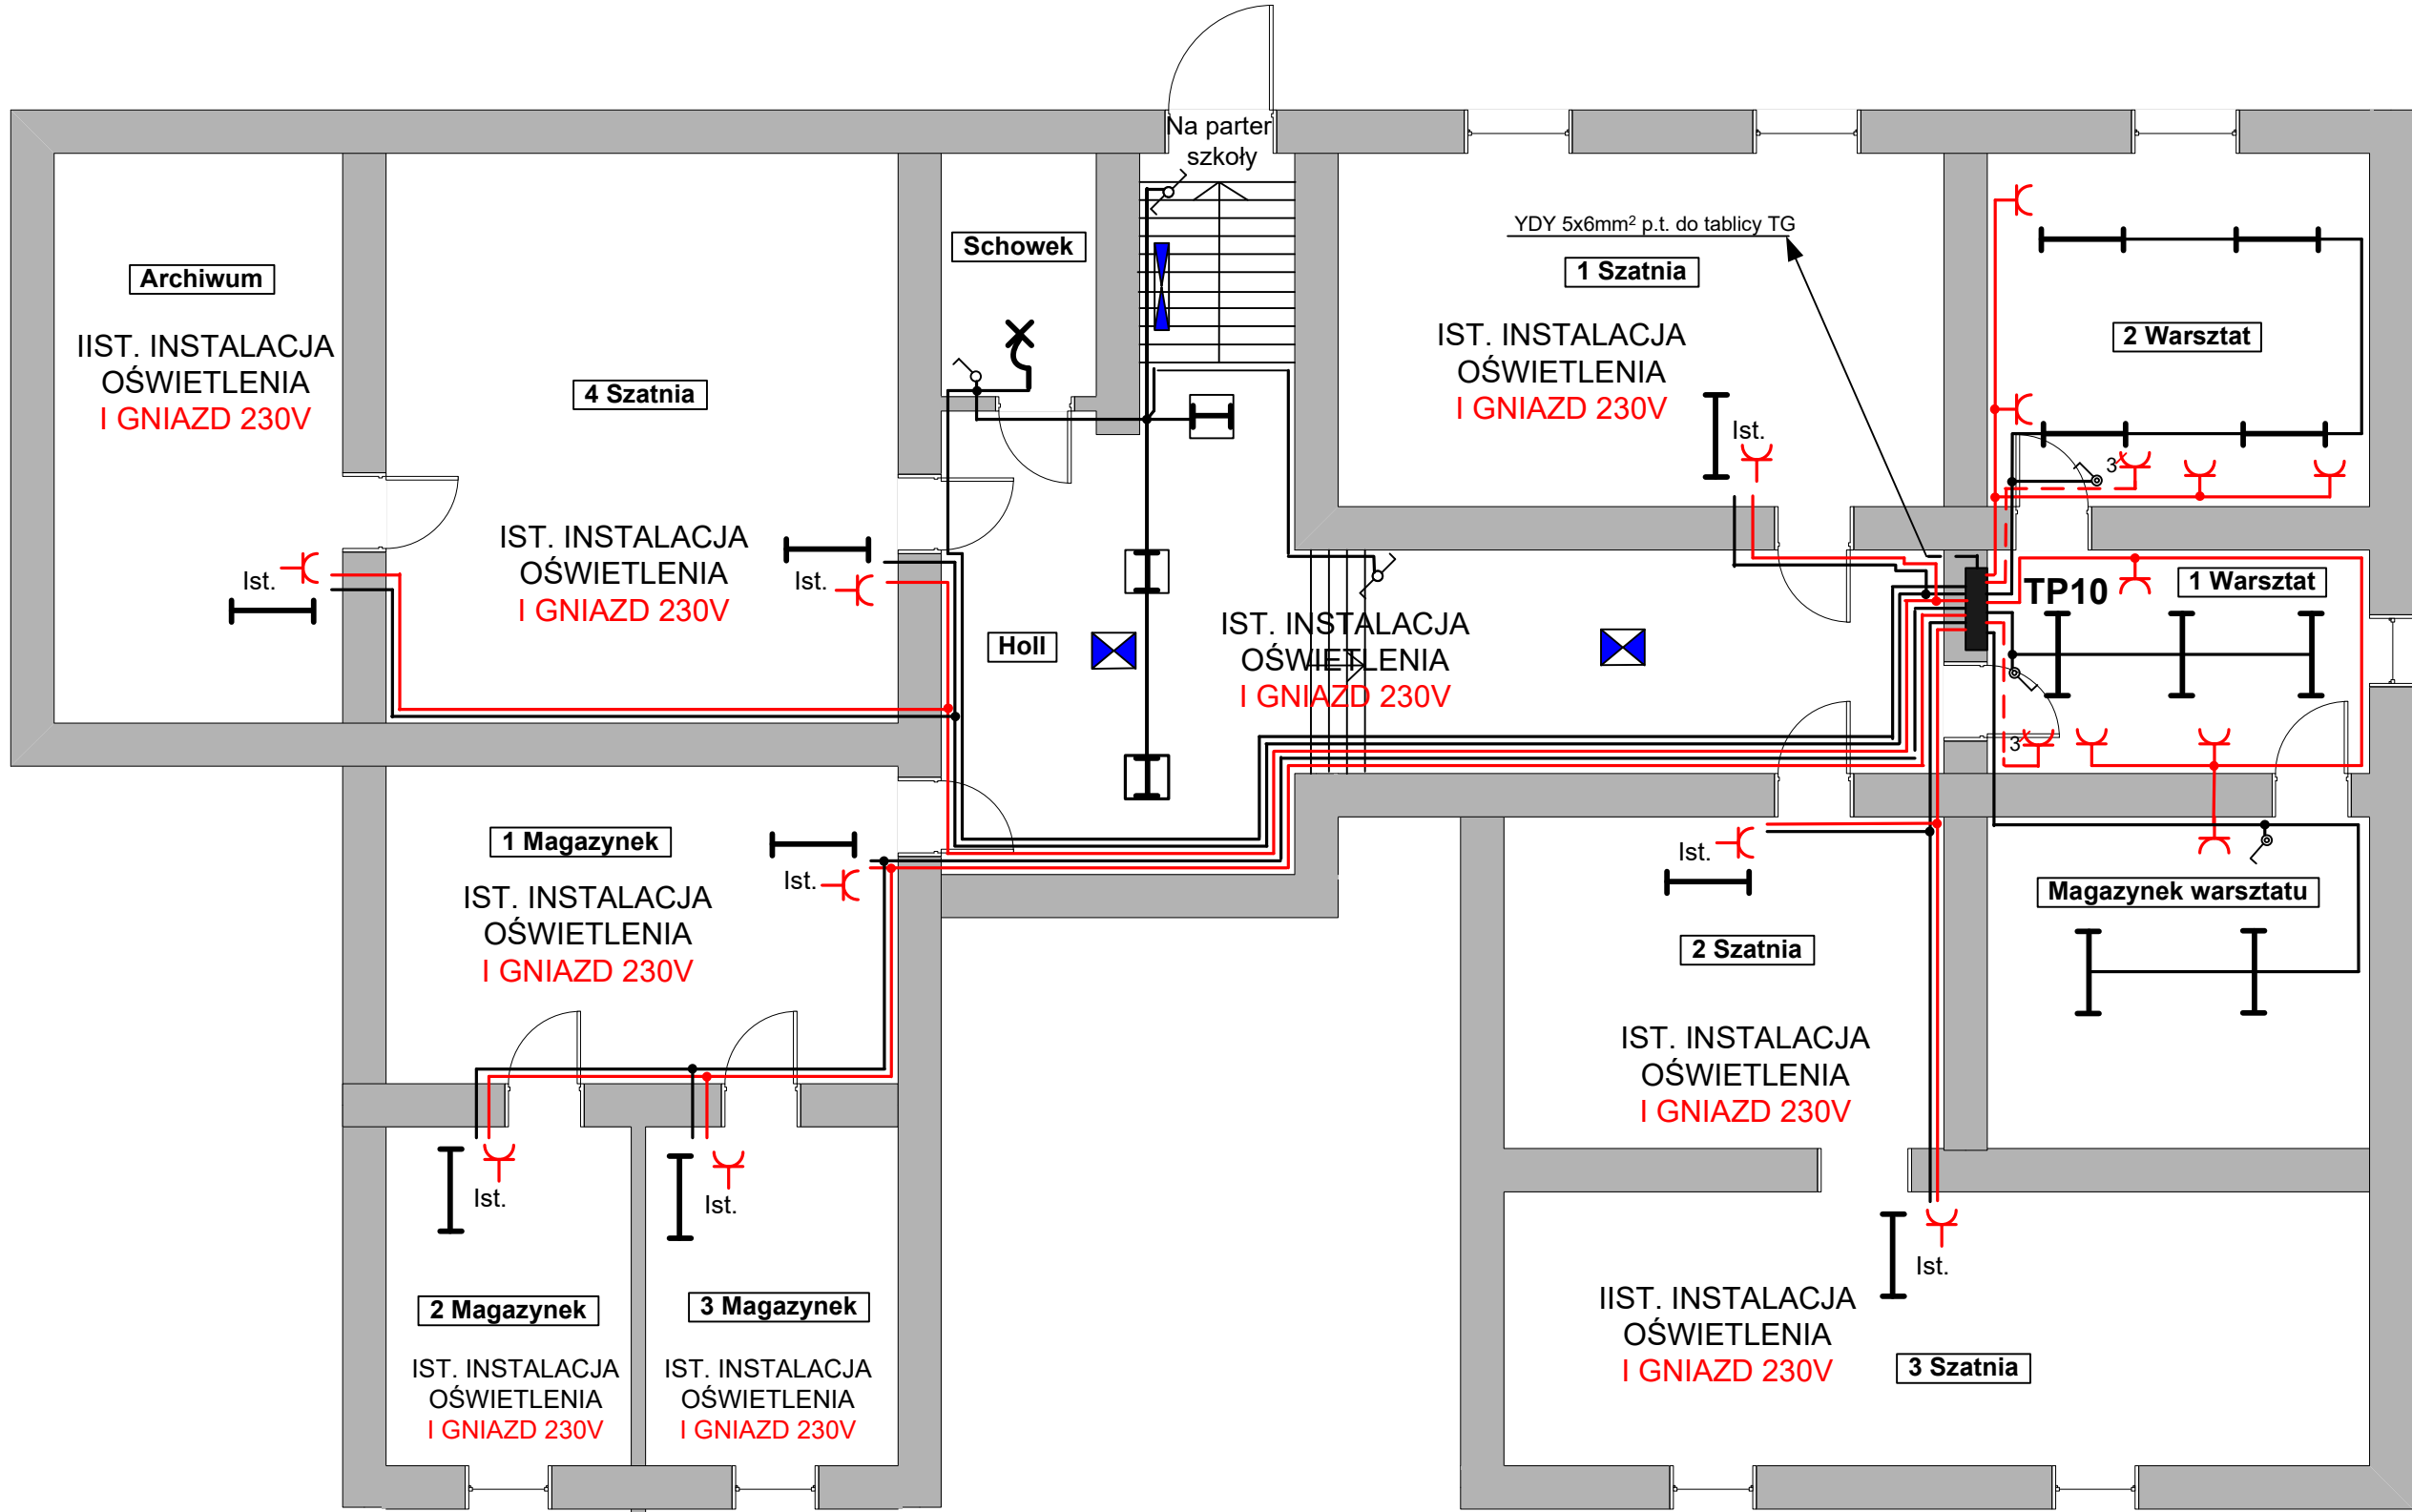 Na parter
szkoły
YDY 5x6mm² p.t. do tablicy TG
Schowek
1 Szatnia
Archiwum
IIST. INSTALACJA
OŚWIETLENIA
I GNIAZD 230V
4 Szatnia
IST. INSTALACJA
OŚWIETLENIA
I GNIAZD 230V
Ist.
2 Warsztat
3
IST. INSTALACJA
OŚWIETLENIA
I GNIAZD 230V
Ist.
Ist.
TP10
1 Warsztat
3
Holl
IST. INSTALACJA
OŚWIETLENIA
I GNIAZD 230V
1 Magazynek
IST. INSTALACJA
OŚWIETLENIA
I GNIAZD 230V
Ist.
Ist.
Magazynek warsztatu
2 Szatnia
IST. INSTALACJA
OŚWIETLENIA
I GNIAZD 230V
Ist.
Ist.
Ist.
2 Magazynek
3 Magazynek
IST. INSTALACJA
OŚWIETLENIA
I GNIAZD 230V
IST. INSTALACJA
OŚWIETLENIA
I GNIAZD 230V
IIST. INSTALACJA
OŚWIETLENIA
I GNIAZD 230V
3 Szatnia